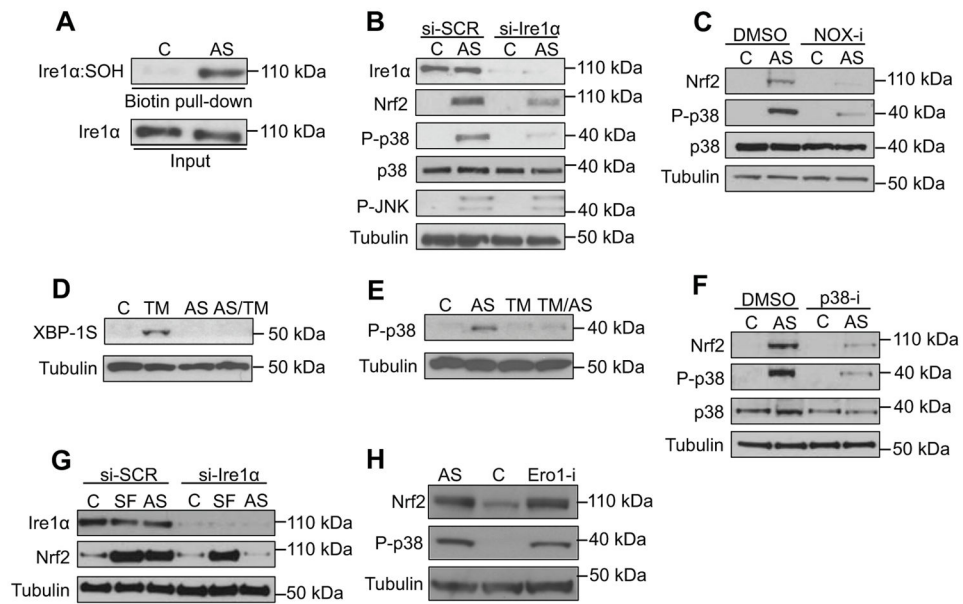 A
C AS
Ire1α:SOH 110 kDa
Biotin pull-down
Ire1α 110 kDa
Input
B
si-SCR si-Ire1α
C AS C AS
Ire1α 110 kDa
Nrf2 100 kDa
P-p38 40 kDa
p38 40 kDa
P-JNK 40 kDa
Tubulin 50 kDa
C
DMSO NOX-i
C AS C AS
Nrf2 110 kDa
P-p38 40 kDa
p38 40 kDa
Tubulin 50 kDa
D
C TM AS AS/TM
XBP-1S 50 kDa
Tubulin 50 kDa
E
C AS TM TM/AS
P-p38 40 kDa
Tubulin 50 kDa
F
DMSO p38-i
C AS C AS
Nrf2 110 kDa
P-p38 40 kDa
p38 40 kDa
Tubulin 50 kDa
G
si-SCR si-Ire1α
C SF AS C SF AS
Ire1α 110 kDa
Nrf2 110 kDa
Tubulin 50 kDa
H
AS C Ero1-i
Nrf2 110 kDa
P-p38 40 kDa
Tubulin 50 kDa